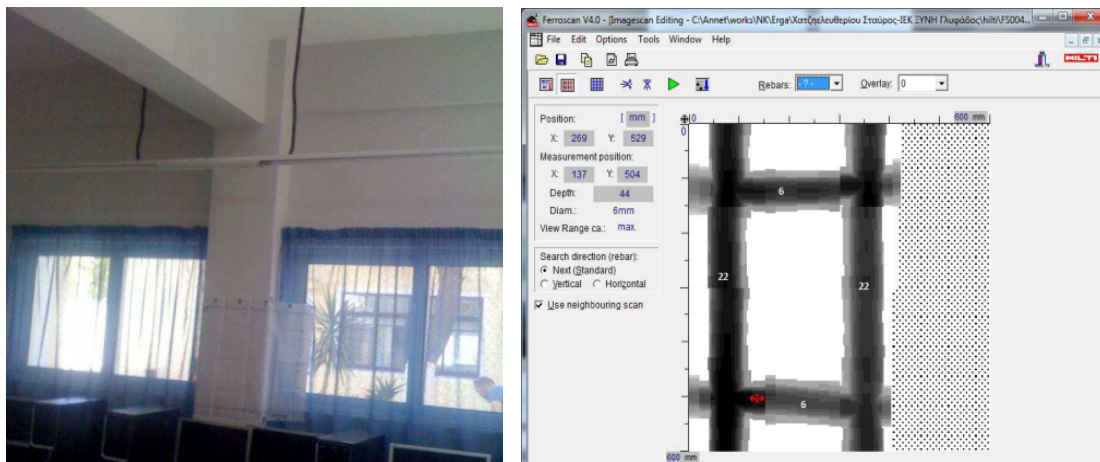 Ferroscan V4.0 - [Imagescan Editing - C:\Annet\works\NK\Erga\Χατζηελευθερίου Σταύρος-ΙΕΚ ΞΥΝΗ Γλυφάδος\hilti\FS004...
File Edit Options Tools Window Help
HILTI
Rebars: - ? - Overlay: 0
Position: [ mm ]
X: 269 Y: 529
Measurement position:
X: 137 Y: 504
Depth: 44
Diam.: 6mm
View Range ca.: max.
Search direction (rebar):
Next (Standard)
Vertical Horizontal
Use neighbouring scan
0 600 mm
0
6
22 22
6
600 mm